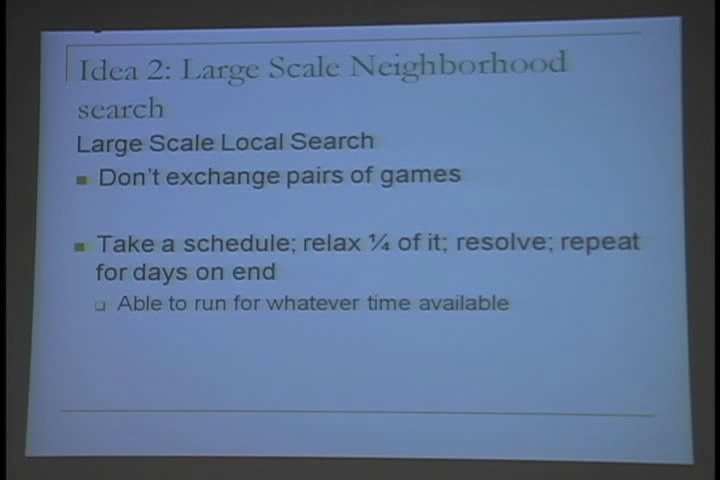 Idea 2: Large Scale Neighborhood
search
Large Scale Local Search
Don't exchange pairs of games
Take a schedule; relax ¼ of it; resolve; repeat
for days on end
Able to run for whatever time available